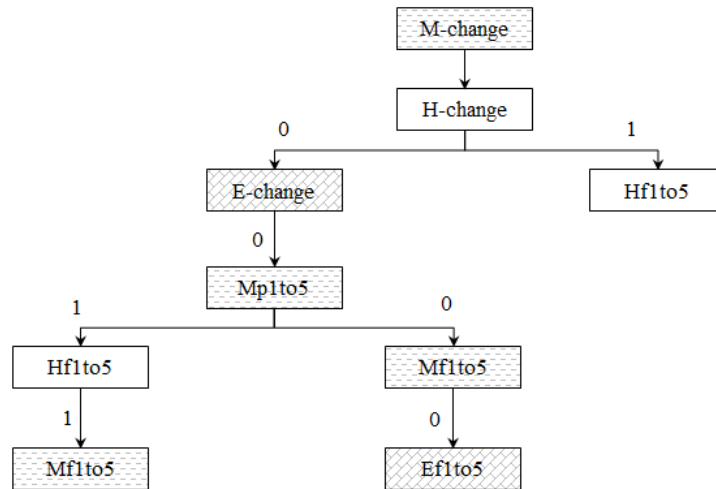 M-change
H-change
0 1
E-change Hf1to5
0
Mp1to5
1 0
Hf1to5 Mf1to5
1 0
Mf1to5 Ef1to5